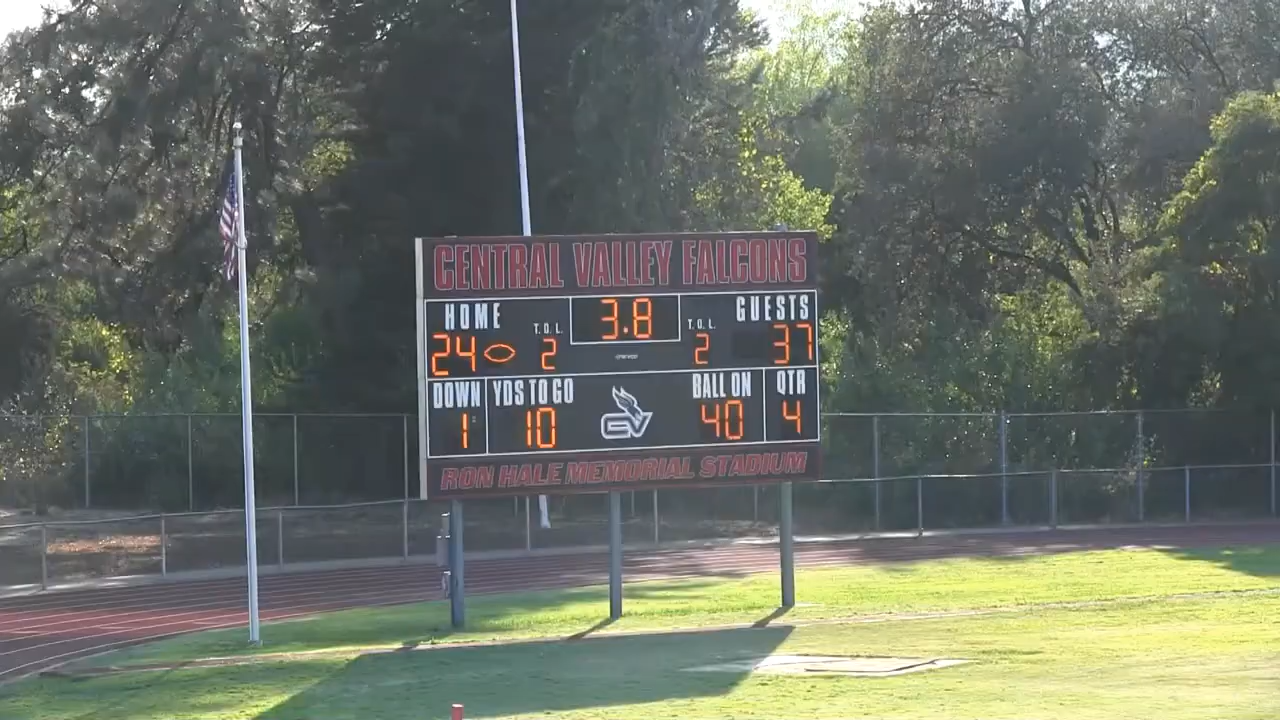 CENTRAL VALLEY FALCONS
HOME 3.8 GUESTS
T.O.L. T.O.L.
24 2 2 37
DOWN YDS TO GO BALL ON QTR
1 10 CV 40 4
RON HALE MEMORIAL STADIUM